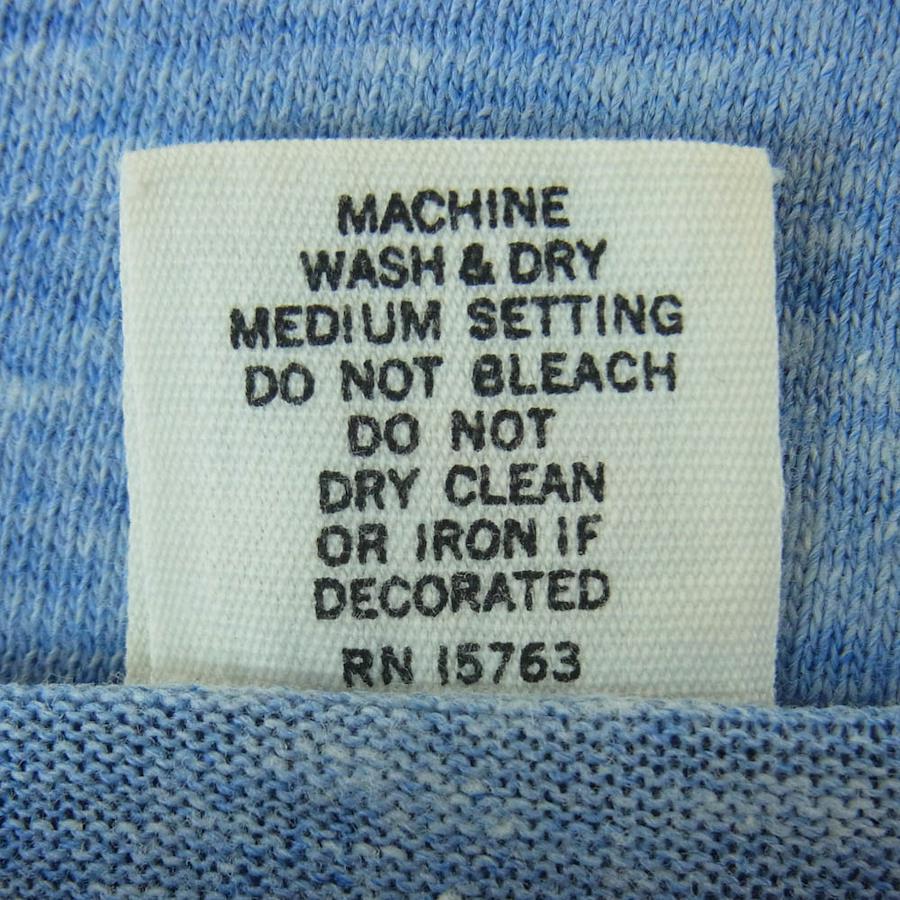 MACHINE
WASH & DRY
MEDIUM SETTING
DO NOT BLEACH
DO NOT
DRY CLEAN
OR IRON IF
DECORATED
RN 15763